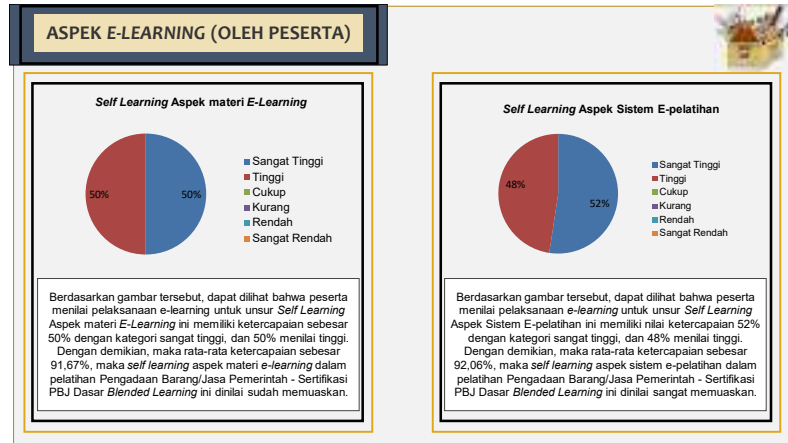 ASPEK E-LEARNING (OLEH PESERTA)
Self Learning Aspek materi E-Learning
50%
50%
Sangat Tinggi
Tinggi
Cukup
Kurang
Rendah
Sangat Rendah
Berdasarkan gambar tersebut, dapat dilihat bahwa peserta
menilai pelaksanaan e-learning untuk unsur Self Learning
Aspek materi E-Learning ini memiliki ketercapaian sebesar
50% dengan kategori sangat tinggi, dan 50% menilai tinggi.
Dengan demikian, maka rata-rata ketercapaian sebesar
91,67%, maka self learning aspek materi e-learning dalam
pelatihan Pengadaan Barang/Jasa Pemerintah - Sertifikasi
PBJ Dasar Blended Learning ini dinilai sudah memuaskan.
Self Learning Aspek Sistem E-pelatihan
48%
52%
Sangat Tinggi
Tinggi
Cukup
Kurang
Rendah
Sangat Rendah
Berdasarkan gambar tersebut, dapat dilihat bahwa peserta
menilai pelaksanaan e-learning untuk unsur Self Learning
Aspek Sistem E-pelatihan ini memiliki nilai ketercapaian 52%
dengan kategori sangat tinggi, dan 48% menilai tinggi.
Dengan demikian, maka rata-rata ketercapaian sebesar
92,06%, maka self learning aspek sistem e-pelatihan dalam
pelatihan Pengadaan Barang/Jasa Pemerintah - Sertifikasi
PBJ Dasar Blended Learning ini dinilai sangat memuaskan.